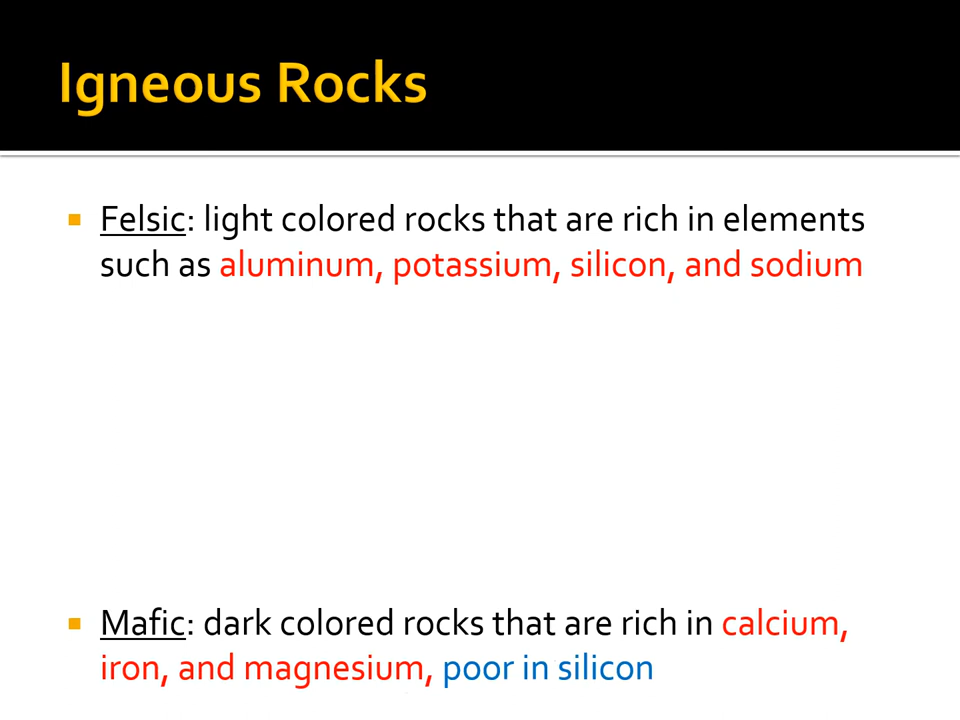 Igneous Rocks
Felsic: light colored rocks that are rich in elements
such as aluminum, potassium, silicon, and sodium
Mafic: dark colored rocks that are rich in calcium,
iron, and magnesium, poor in silicon